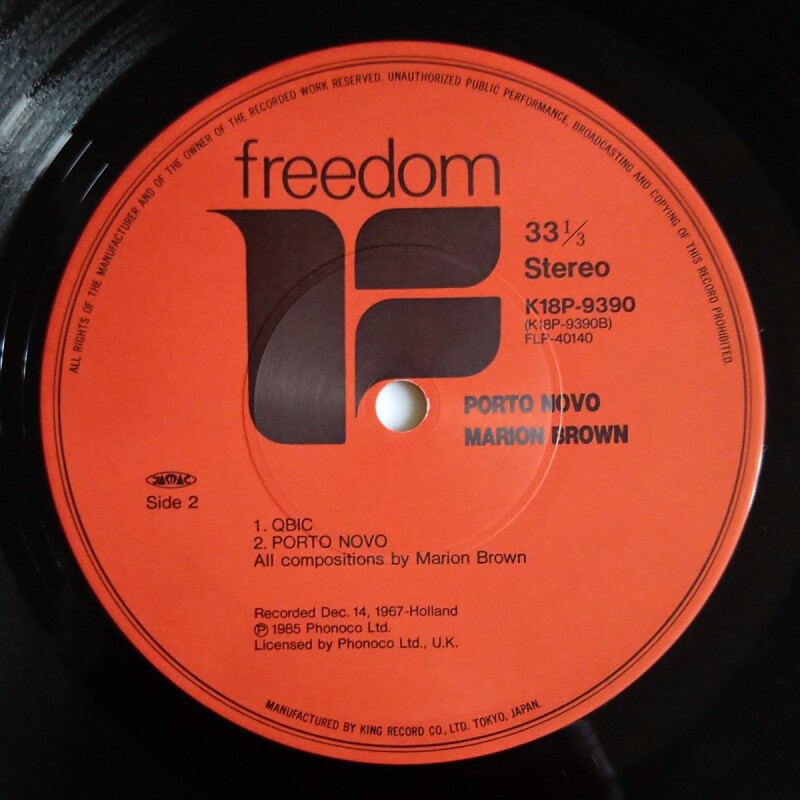 ALL RIGHTS OF THE MANUFACTURER AND OF THE OWNER OF THE RECORDED WORK RESERVED. UNAUTHORIZED PUBLIC PERFORMANCE, BROADCASTING AND COPYING OF THIS RECORD PROHIBITED.
freedom
33 1/3
Stereo
K18P-9390
(K18P-9390B)
FLP-40140
PORTO NOVO
MARION BROWN
JASRAC
Side 2
1. QBIC
2. PORTO NOVO
All compositions by Marion Brown
Recorded Dec. 14, 1967-Holland
Ⓟ 1985 Phonoco Ltd.
Licensed by Phonoco Ltd., U.K.
MANUFACTURED BY KING RECORD CO., LTD. TOKYO, JAPAN.